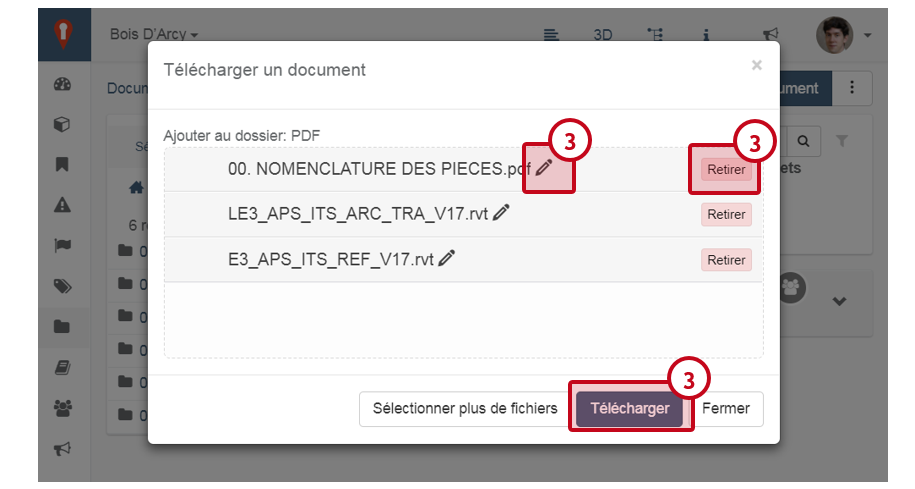 Bois D'Arcy
3D
Télécharger un document
×
Docum
ument
Ajouter au dossier: PDF
3
3
Sé
00. NOMENCLATURE DES PIECES.pdf
Retirer
ets
LE3_APS_ITS_ARC_TRA_V17.rvt
Retirer
6 r
0
E3_APS_ITS_REF_V17.rvt
Retirer
0
0
0
0
3
Sélectionner plus de fichiers
Télécharger
Fermer
0